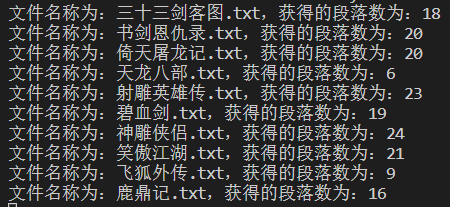 文件名称为：三十三剑客图.txt，获得的段落数为：18
文件名称为：书剑恩仇录.txt，获得的段落数为：20
文件名称为：倚天屠龙记.txt，获得的段落数为：20
文件名称为：天龙八部.txt，获得的段落数为：6
文件名称为：射雕英雄传.txt，获得的段落数为：23
文件名称为：碧血剑.txt，获得的段落数为：19
文件名称为：神雕侠侣.txt，获得的段落数为：24
文件名称为：笑傲江湖.txt，获得的段落数为：21
文件名称为：飞狐外传.txt，获得的段落数为：9
文件名称为：鹿鼎记.txt，获得的段落数为：16